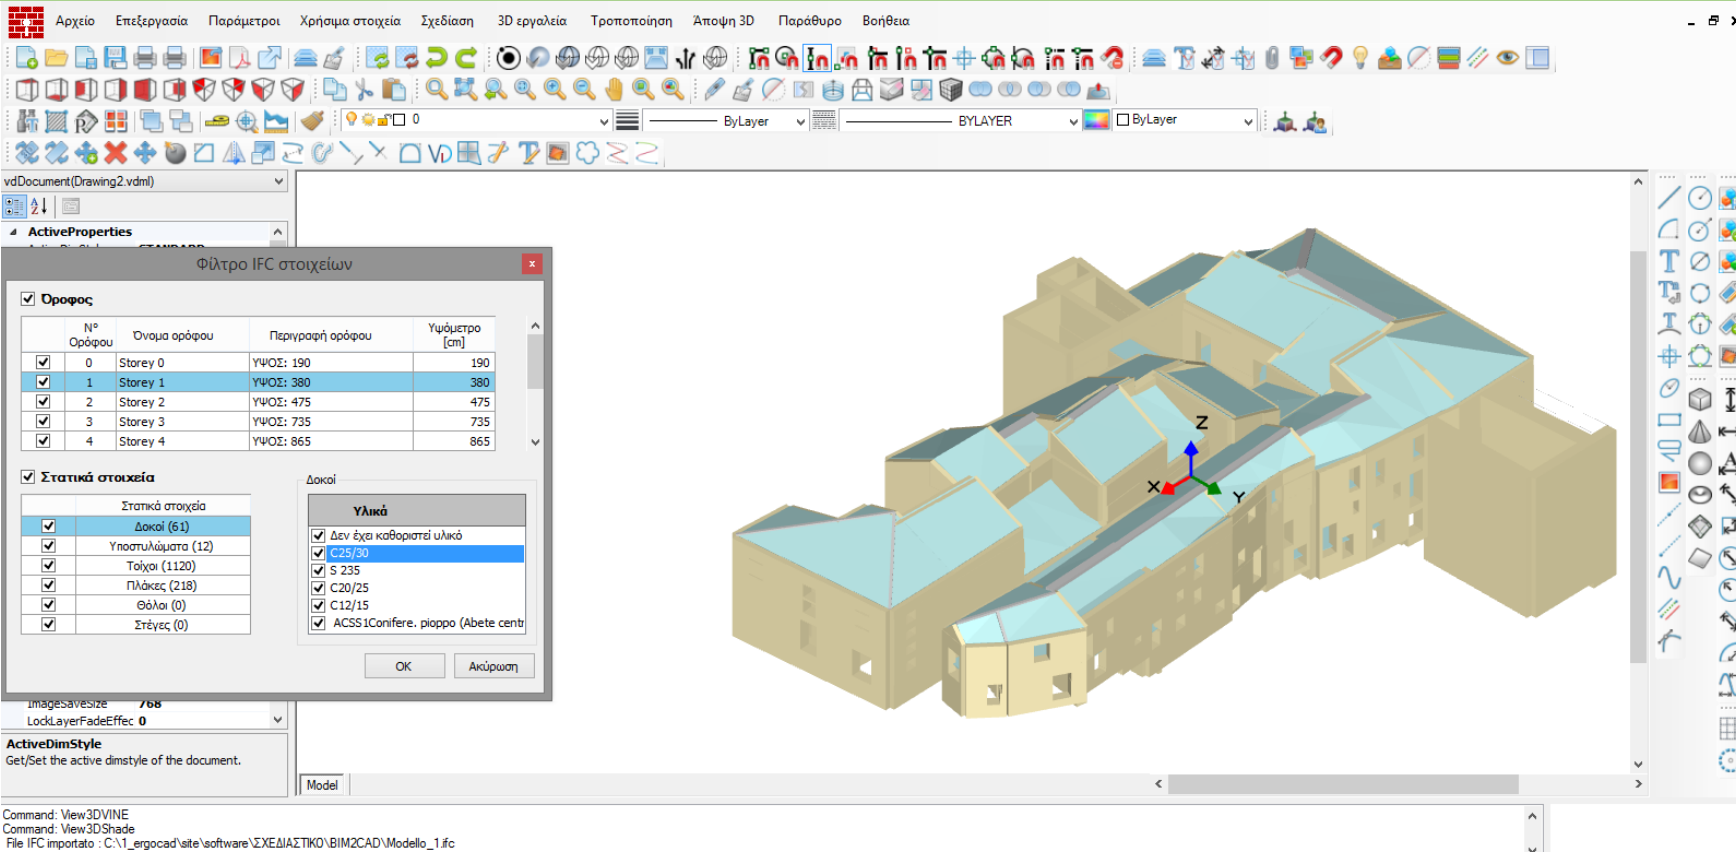 Αρχείο Επεξεργασία Παράμετροι Χρήσιμα στοιχεία Σχεδίαση 3D εργαλεία Τροποποίηση Άποψη 3D Παράθυρο Βοήθεια
0 ByLayer BYLAYER ByLayer
vdDocument(Drawing2.vdml)
ActiveProperties
Φίλτρο IFC στοιχείων
Όροφος
Nº Ορόφου Όνομα ορόφου Περιγραφή ορόφου Υψόμετρο [cm]
0 Storey 0 ΥΨΟΣ: 190 190
1 Storey 1 ΥΨΟΣ: 380 380
2 Storey 2 ΥΨΟΣ: 475 475
3 Storey 3 ΥΨΟΣ: 735 735
4 Storey 4 ΥΨΟΣ: 865 865
Στατικά στοιχεία
Στατικά στοιχεία
Δοκοί (61)
Υποστυλώματα (12)
Τοίχοι (1120)
Πλάκες (218)
Θόλοι (0)
Στέγες (0)
Δοκοί
Υλικά
Δεν έχει καθοριστεί υλικό
C25/30
S 235
C20/25
C12/15
ACSS1Conifere. pioppo (Abete centr
OK Ακύρωση
ImageSaveSize 768
LockLayerFadeEffec 0
ActiveDimStyle
Get/Set the active dimstyle of the document.
Z
X
Y
Model
Command: View3DVINE
Command: View3DShade
File IFC importato : C:\1_ergocad\site\software\ΣΧΕΔΙΑΣΤΙΚΟ\BIM2CAD\Modello_1.ifc